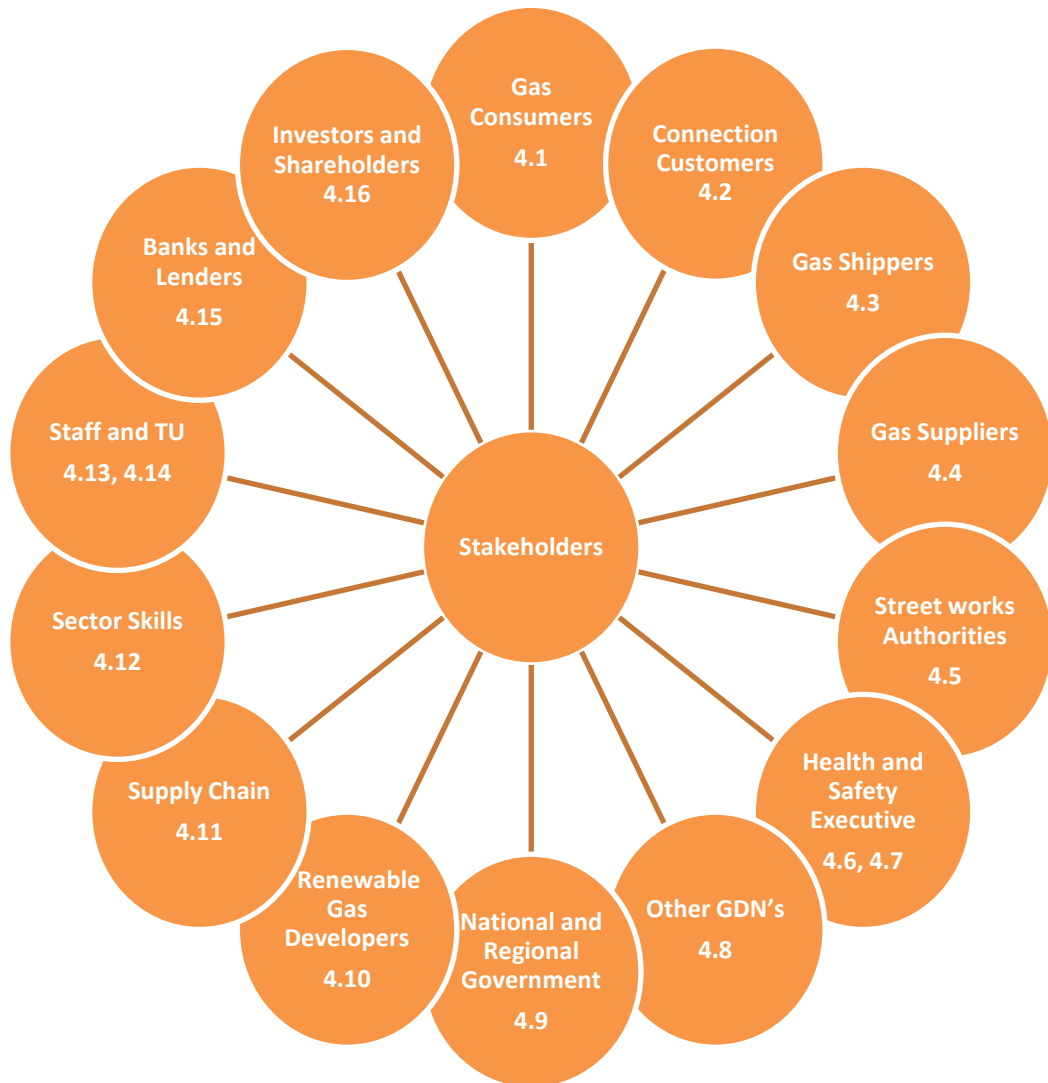 Gas
Consumers
4.1
Connection
Customers
4.2
Gas Shippers
4.3
Gas Suppliers
4.4
Street works
Authorities
4.5
Health and
Safety
Executive
4.6, 4.7
Other GDN’s
4.8
National and
Regional
Government
4.9
Renewable
Gas
Developers
4.10
Supply Chain
4.11
Sector Skills
4.12
Staff and TU
4.13, 4.14
Banks and
Lenders
4.15
Investors and
Shareholders
4.16
Stakeholders